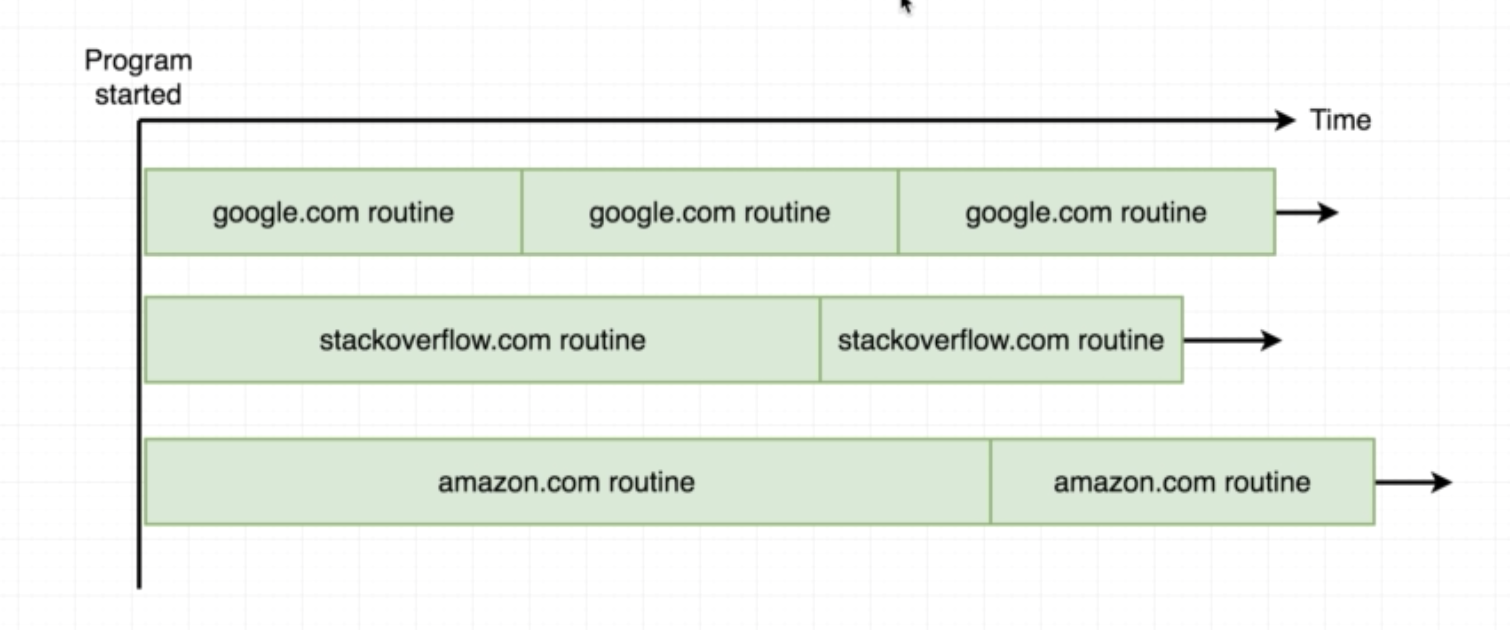 Program
started
Time
google.com routine
google.com routine
google.com routine
stackoverflow.com routine
stackoverflow.com routine
amazon.com routine
amazon.com routine